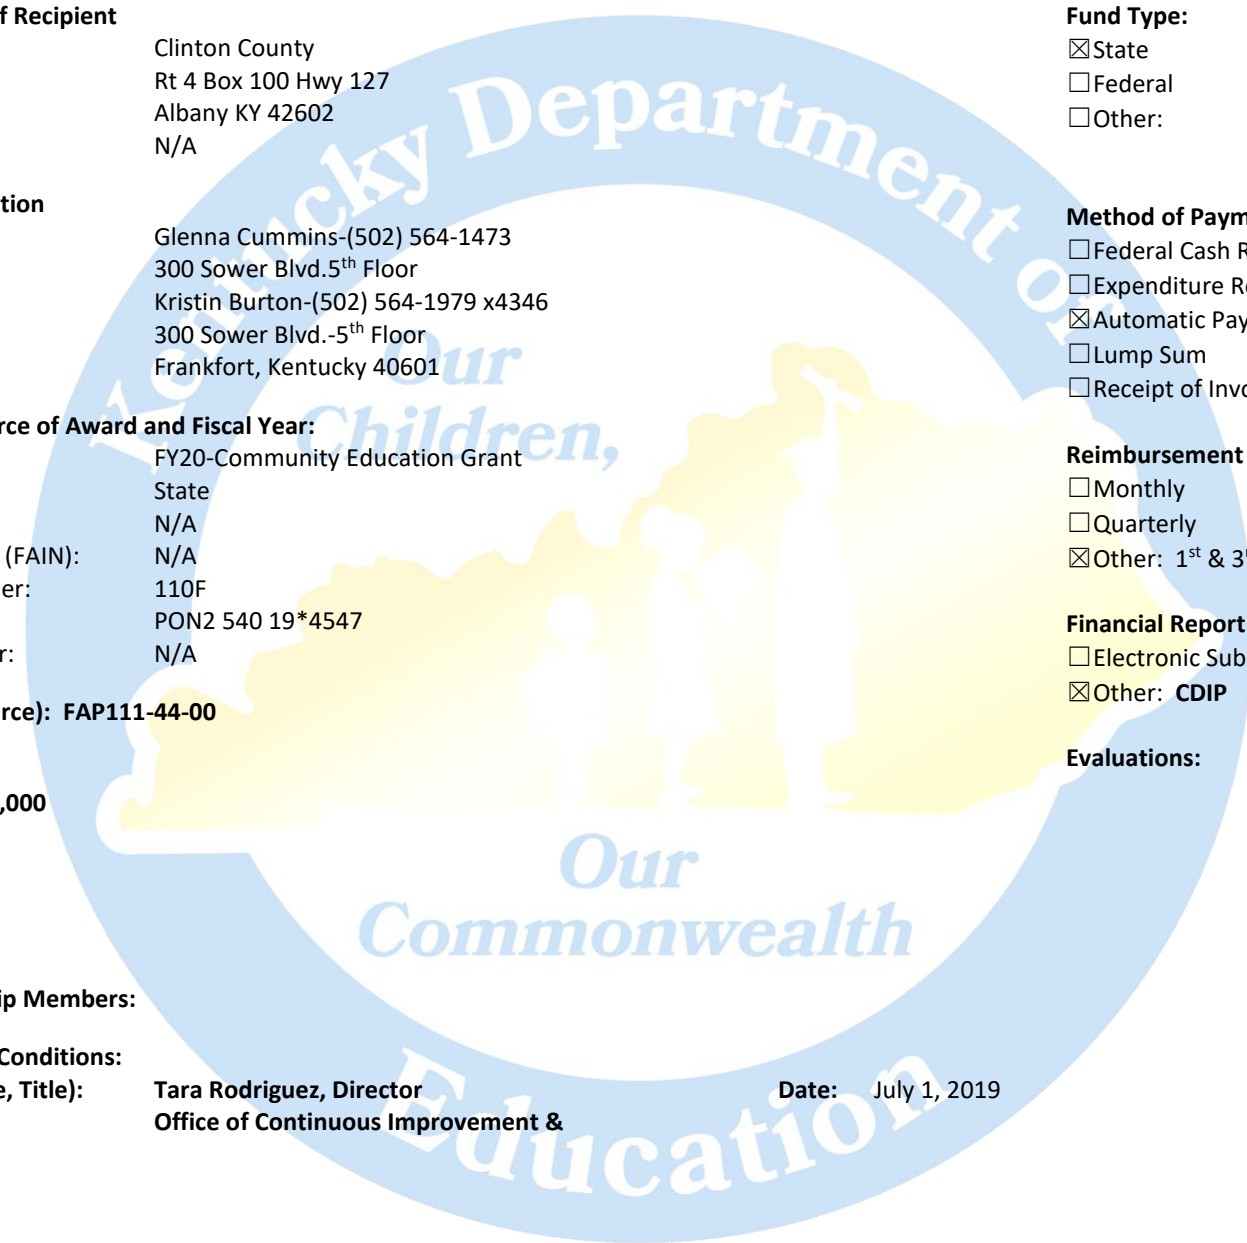 f Recipient
Clinton County
Rt 4 Box 100 Hwy 127
Albany KY 42602
N/A
tion
Glenna Cummins-(502) 564-1473
300 Sower Blvd.5th Floor
Kristin Burton-(502) 564-1979 x4346
300 Sower Blvd.-5th Floor
Frankfort, Kentucky 40601
rce of Award and Fiscal Year:
FY20-Community Education Grant
State
N/A
(FAIN): N/A
er: 110F
PON2 540 19*4547
r: N/A
rce): FAP111-44-00
,000
ip Members:
Conditions:
e, Title): Tara Rodriguez, Director Date: July 1, 2019
Office of Continuous Improvement &
Fund Type:
☒State
☐Federal
☐Other:
Method of Paym
☐Federal Cash R
☐Expenditure R
☒Automatic Pay
☐Lump Sum
☐Receipt of Invo
Reimbursement
☐Monthly
☐Quarterly
☒Other: 1st & 3
Financial Report
☐Electronic Sub
☒Other: CDIP
Evaluations:
Kentucky Department of
Education
Our
Children,
Our
Commonwealth